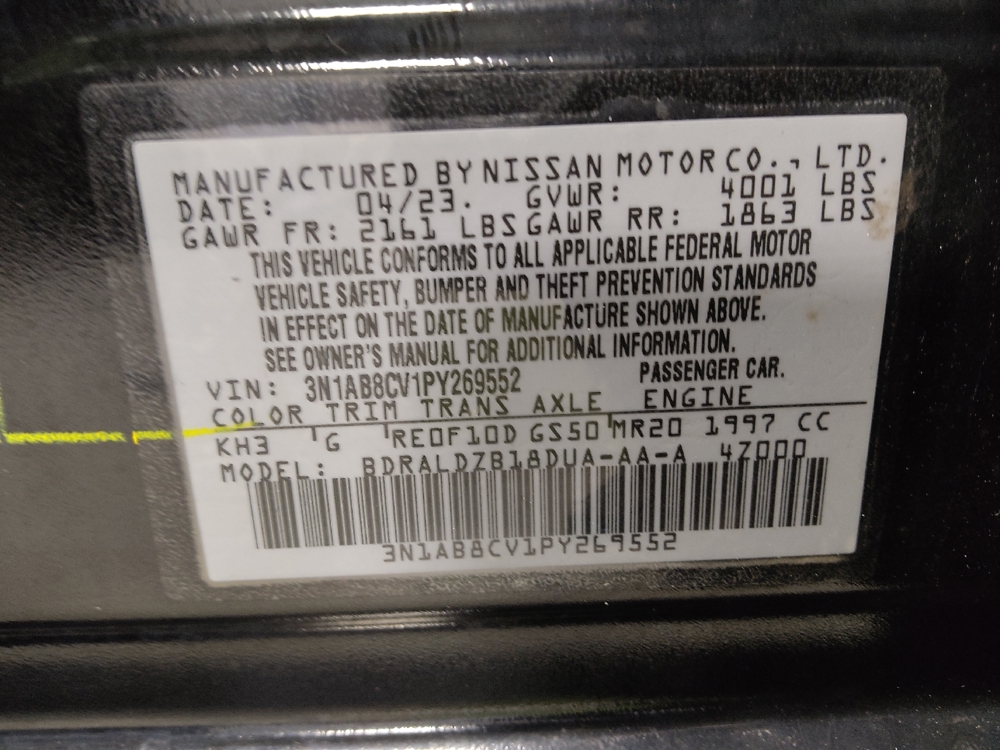 MANUFACTURED BY NISSAN MOTOR CO., LTD.
DATE: 04/23. GVWR: 4001 LBS
GAWR FR: 2161 LBS GAWR RR: 1863 LBS
THIS VEHICLE CONFORMS TO ALL APPLICABLE FEDERAL MOTOR
VEHICLE SAFETY, BUMPER AND THEFT PREVENTION STANDARDS
IN EFFECT ON THE DATE OF MANUFACTURE SHOWN ABOVE.
SEE OWNER'S MANUAL FOR ADDITIONAL INFORMATION.
VIN: 3N1AB8CV1PY269552 PASSENGER CAR.
COLOR TRIM TRANS AXLE ENGINE
KH3 G RE0F10D GS50 MR20 1997 CC
MODEL: BDRALDZB18DUA-AA-A 4Z000
3N1AB8CV1PY269552